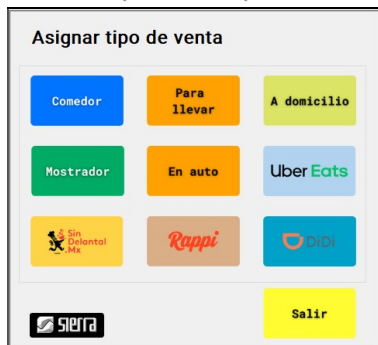 Asignar tipo de venta
Comedor
Para
llevar
A domicilio
Mostrador
En auto
Uber Eats
Sin
Delantal
.Mx
Rappi
DiDi
Sierra
Salir